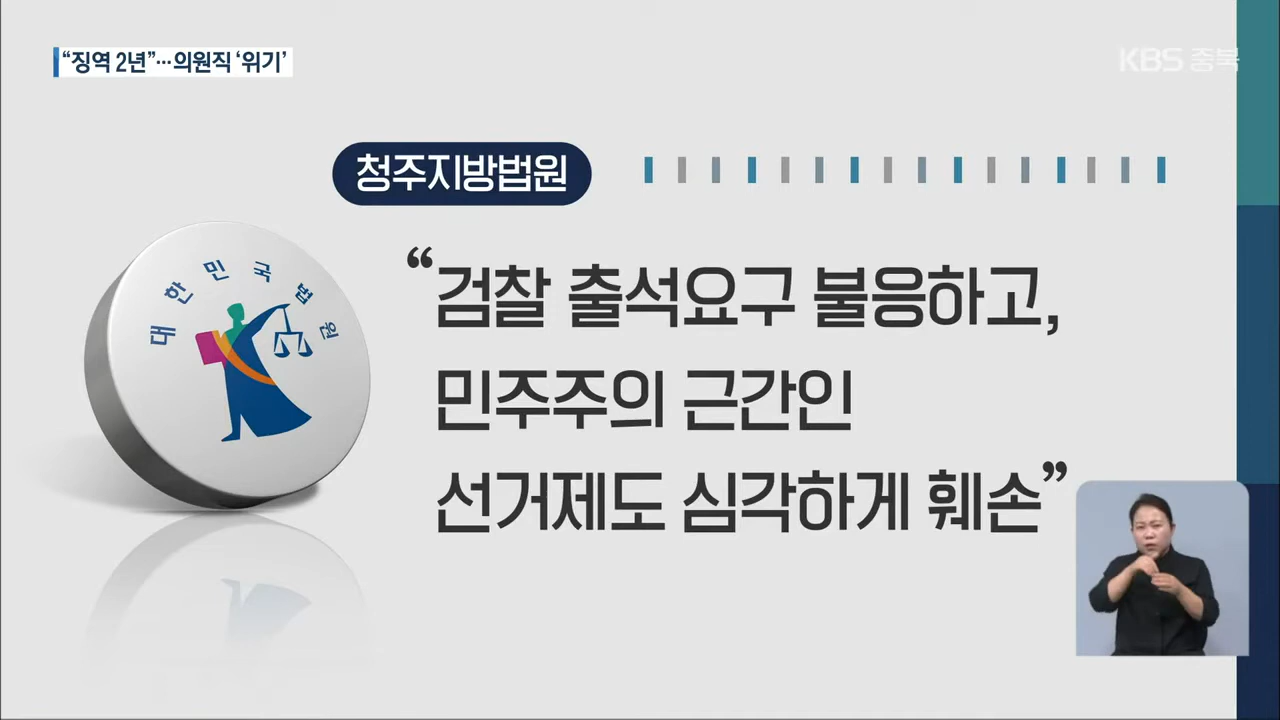 “징역 2년”…의원직 ‘위기’
KBS 중북
청주지방법원
대한민국법원
“검찰 출석요구 불응하고,
민주주의 근간인
선거제도 심각하게 훼손”